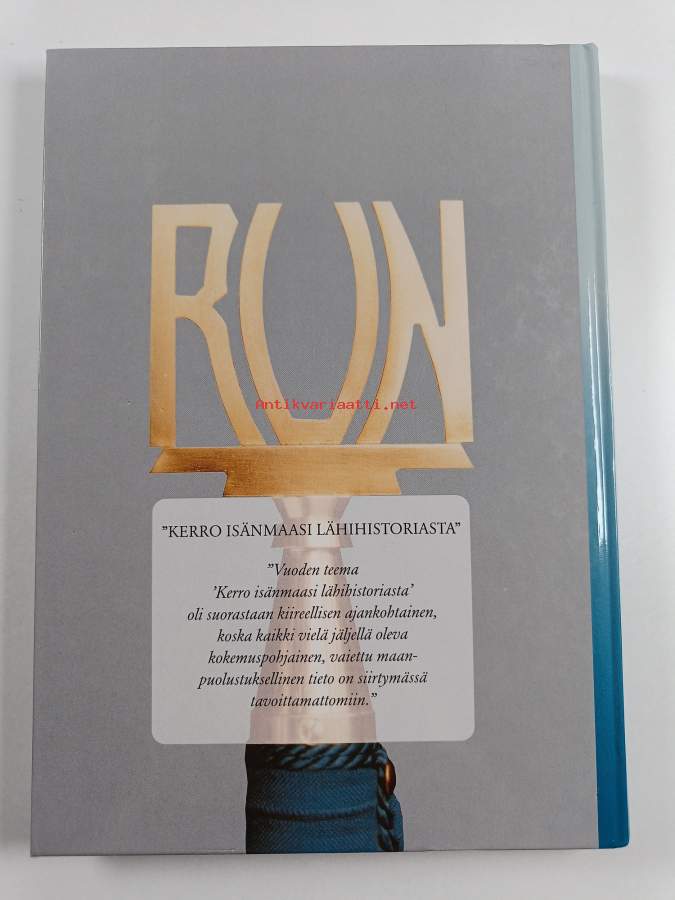 RUN
Antikvariaatti.net
”KERRO ISÄNMAASI LÄHIHISTORIASTA”
”Vuoden teema
’Kerro isänmaasi lähihistoriasta’
oli suorastaan kiireellisen ajankohtainen,
koska kaikki vielä jäljellä oleva
kokemuspohjainen, vaiettu maan-
puolustuksellinen tieto on siirtymässä
tavoittamattomiin.”